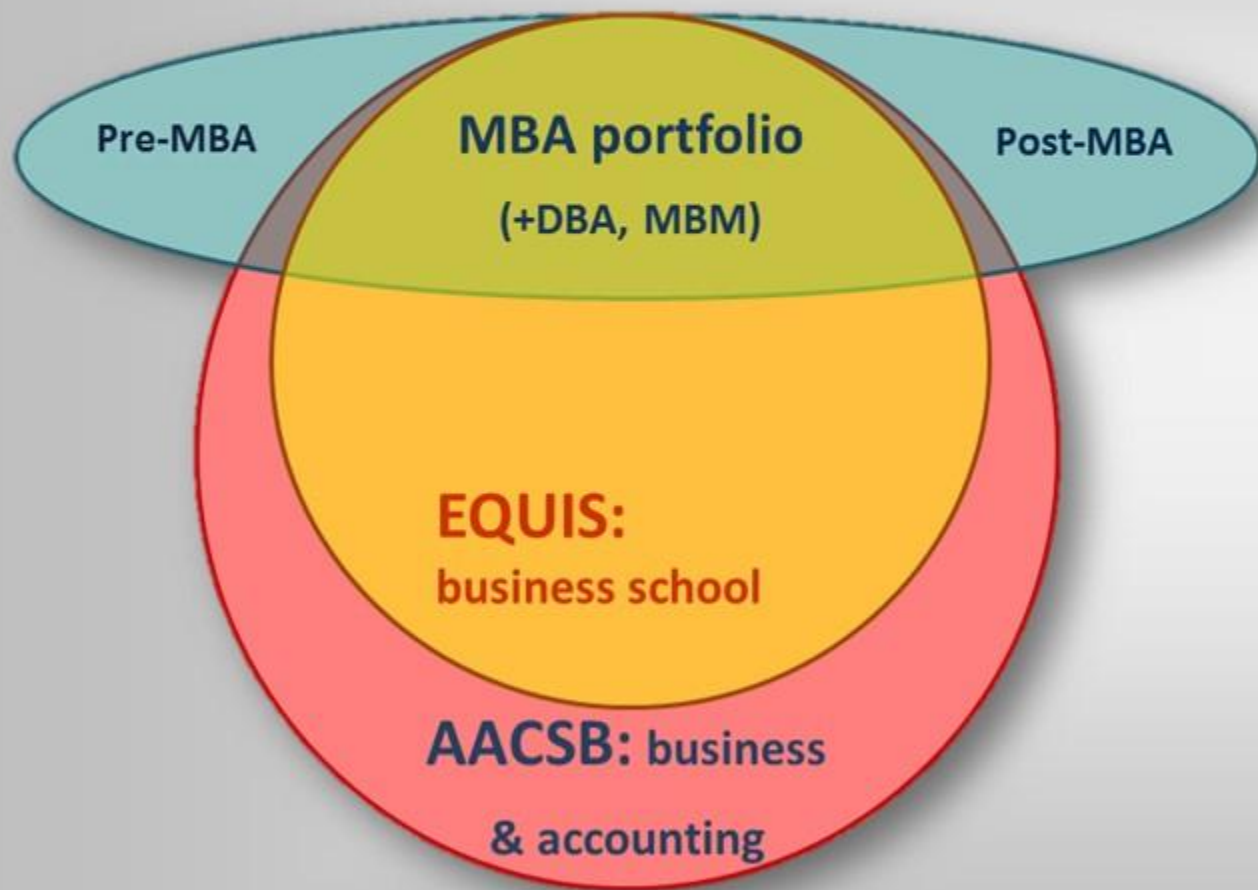 Pre-MBA
MBA portfolio
(+DBA, MBM)
Post-MBA
EQUIS:
business school
AACSB: business
& accounting